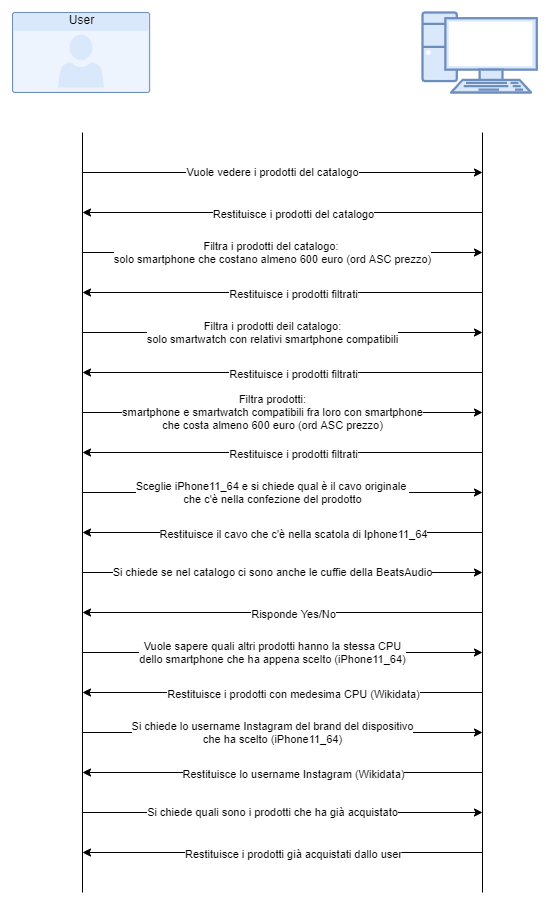 User
Vuole vedere i prodotti del catalogo
Restituisce i prodotti del catalogo
Filtra i prodotti del catalogo:
solo smartphone che costano almeno 600 euro (ord ASC prezzo)
Restituisce i prodotti filtrati
Filtra i prodotti deil catalogo:
solo smartwatch con relativi smartphone compatibili
Restituisce i prodotti filtrati
Filtra prodotti:
smartphone e smartwatch compatibili fra loro con smartphone
che costa almeno 600 euro (ord ASC prezzo)
Restituisce i prodotti filtrati
Sceglie iPhone11_64 e si chiede qual è il cavo originale
che c'è nella confezione del prodotto
Restituisce il cavo che c'è nella scatola di Iphone11_64
Si chiede se nel catalogo ci sono anche le cuffie della BeatsAudio
Risponde Yes/No
Vuole sapere quali altri prodotti hanno la stessa CPU
dello smartphone che ha appena scelto (iPhone11_64)
Restituisce i prodotti con medesima CPU (Wikidata)
Si chiede lo username Instagram del brand del dispositivo
che ha scelto (iPhone11_64)
Restituisce lo username Instagram (Wikidata)
Si chiede quali sono i prodotti che ha già acquistato
Restituisce i prodotti già acquistati dallo user